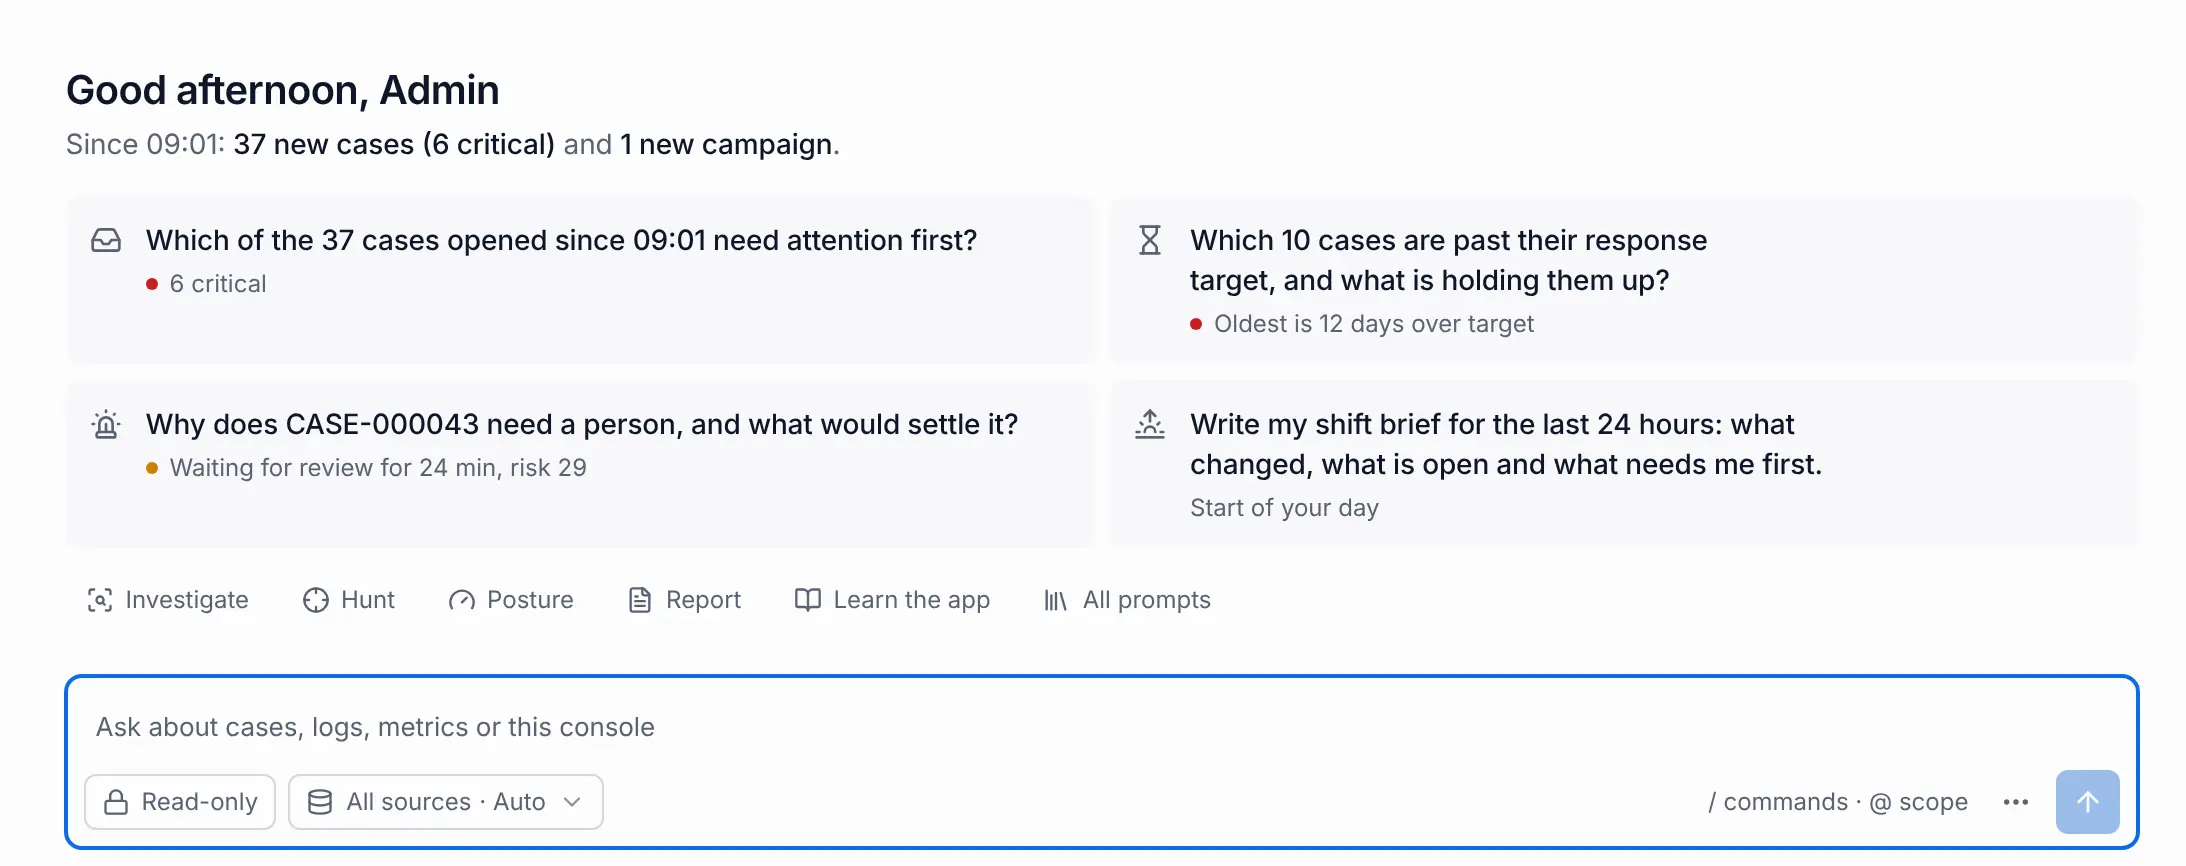 Good afternoon, Admin
Since 09:01: 37 new cases (6 critical) and 1 new campaign.
Which of the 37 cases opened since 09:01 need attention first?
6 critical
Which 10 cases are past their response
target, and what is holding them up?
Oldest is 12 days over target
Why does CASE-000043 need a person, and what would settle it?
Waiting for review for 24 min, risk 29
Write my shift brief for the last 24 hours: what
changed, what is open and what needs me first.
Start of your day
Investigate Hunt Posture Report Learn the app All prompts
Ask about cases, logs, metrics or this console
Read-only All sources · Auto / commands · @ scope